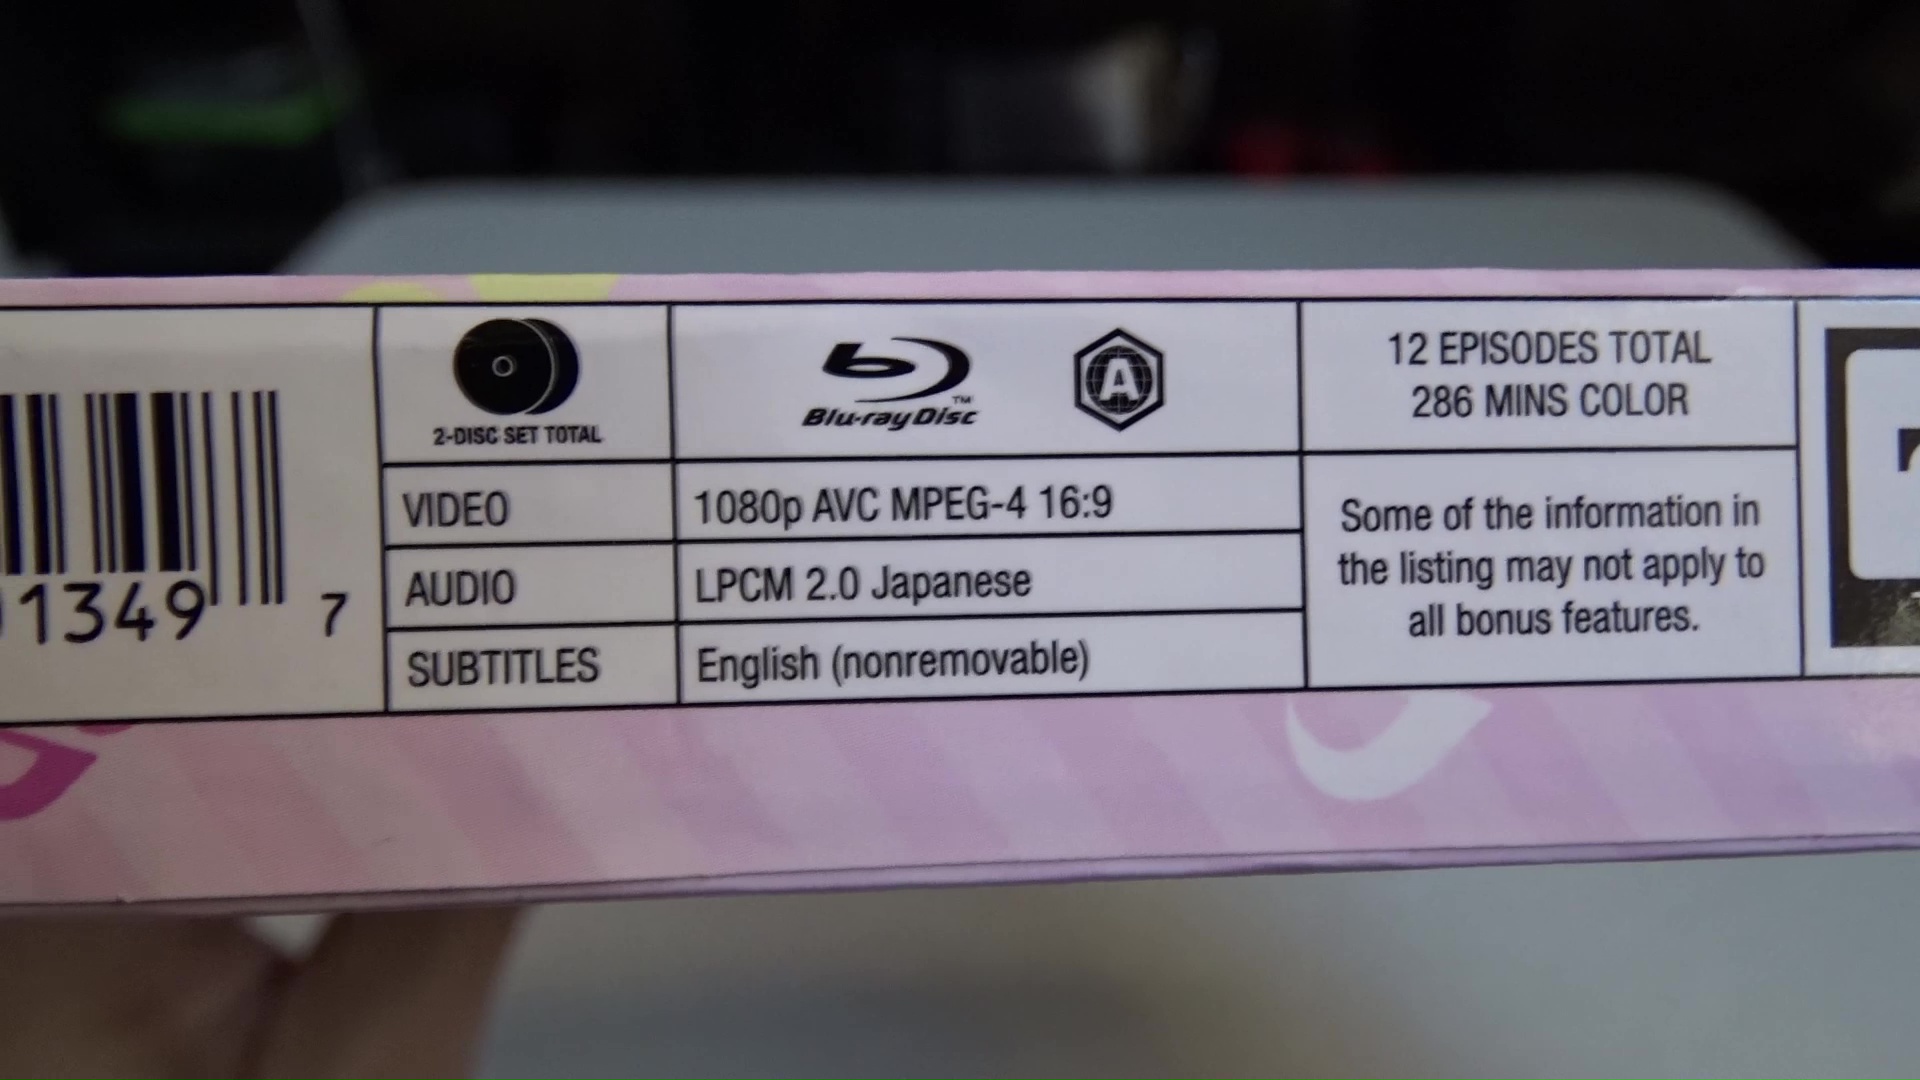 1349 7
2-DISC SET TOTAL
Blu-ray Disc™
A
12 EPISODES TOTAL
286 MINS COLOR
VIDEO
1080p AVC MPEG-4 16:9
AUDIO
LPCM 2.0 Japanese
SUBTITLES
English (nonremovable)
Some of the information in
the listing may not apply to
all bonus features.